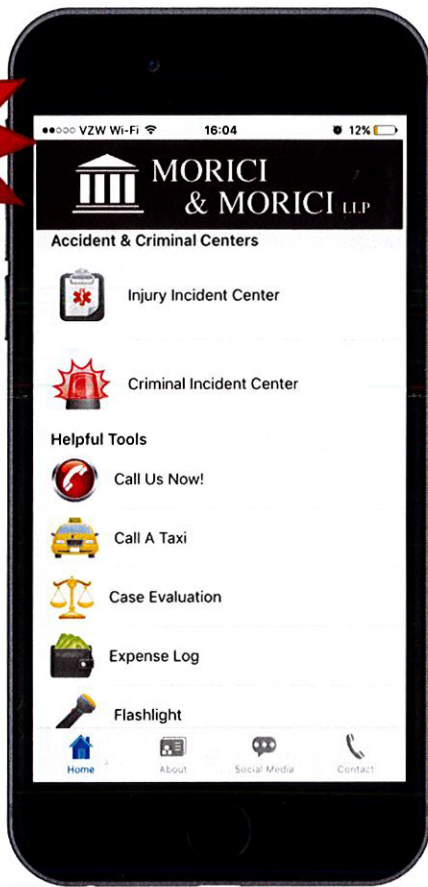 ●●○○○ VZW Wi-Fi 16:04 12%
MORICI
& MORICI LLP
Accident & Criminal Centers
Injury Incident Center
Criminal Incident Center
Helpful Tools
Call Us Now!
Call A Taxi
Case Evaluation
Expense Log
Flashlight
Home About Social Media Contact